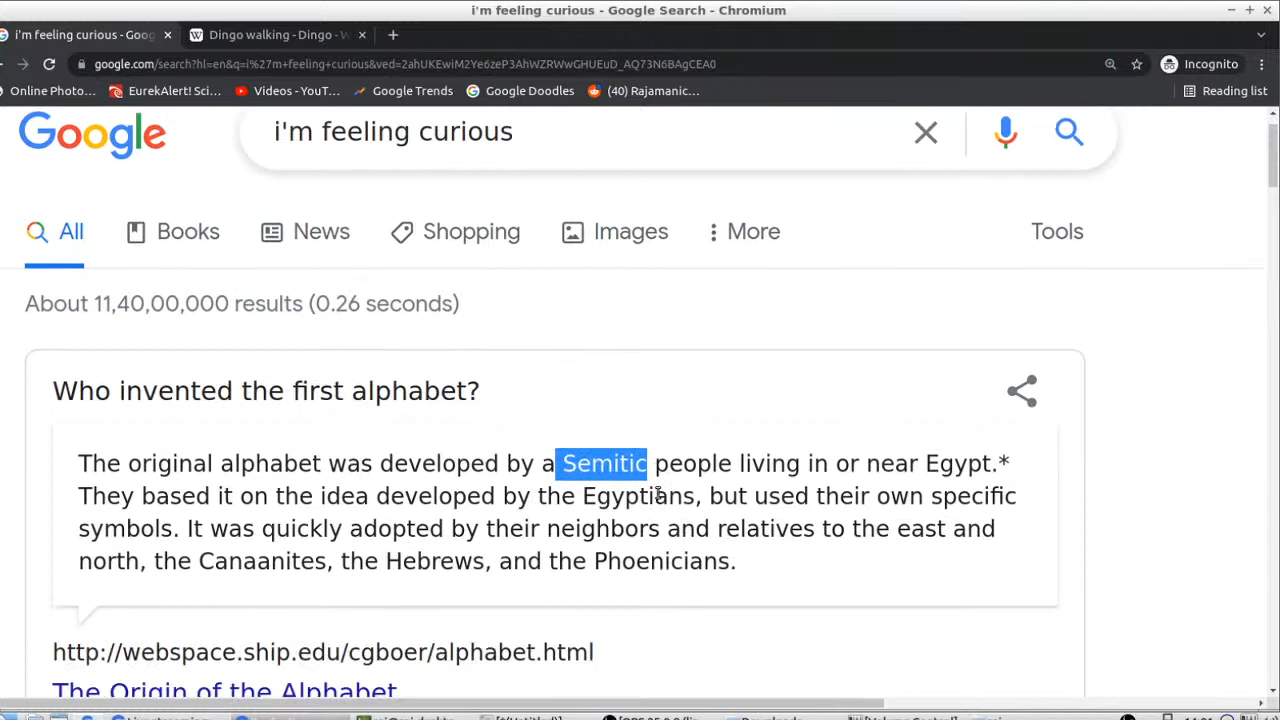 i'm feeling curious - Google Search - Chromium
i'm feeling curious - Goog
Dingo walking - Dingo - W
google.com/search?hl=en&q=i%27m+feeling+curious&ved=2ahUKEwiM2Ye6zeP3AhWZRWwGHUEuD_AQ73N6BAgCEA0
Incognito
Online Photo…
EurekAlert! Sci…
Videos - YouT…
Google Trends
Google Doodles
(40) Rajamanic…
Reading list
Google
i'm feeling curious
All
Books
News
Shopping
Images
More
Tools
About 11,40,00,000 results (0.26 seconds)
Who invented the first alphabet?
The original alphabet was developed by a Semitic people living in or near Egypt.*
They based it on the idea developed by the Egyptians, but used their own specific
symbols. It was quickly adopted by their neighbors and relatives to the east and
north, the Canaanites, the Hebrews, and the Phoenicians.
http://webspace.ship.edu/cgboer/alphabet.html
The Origin of the Alphabet